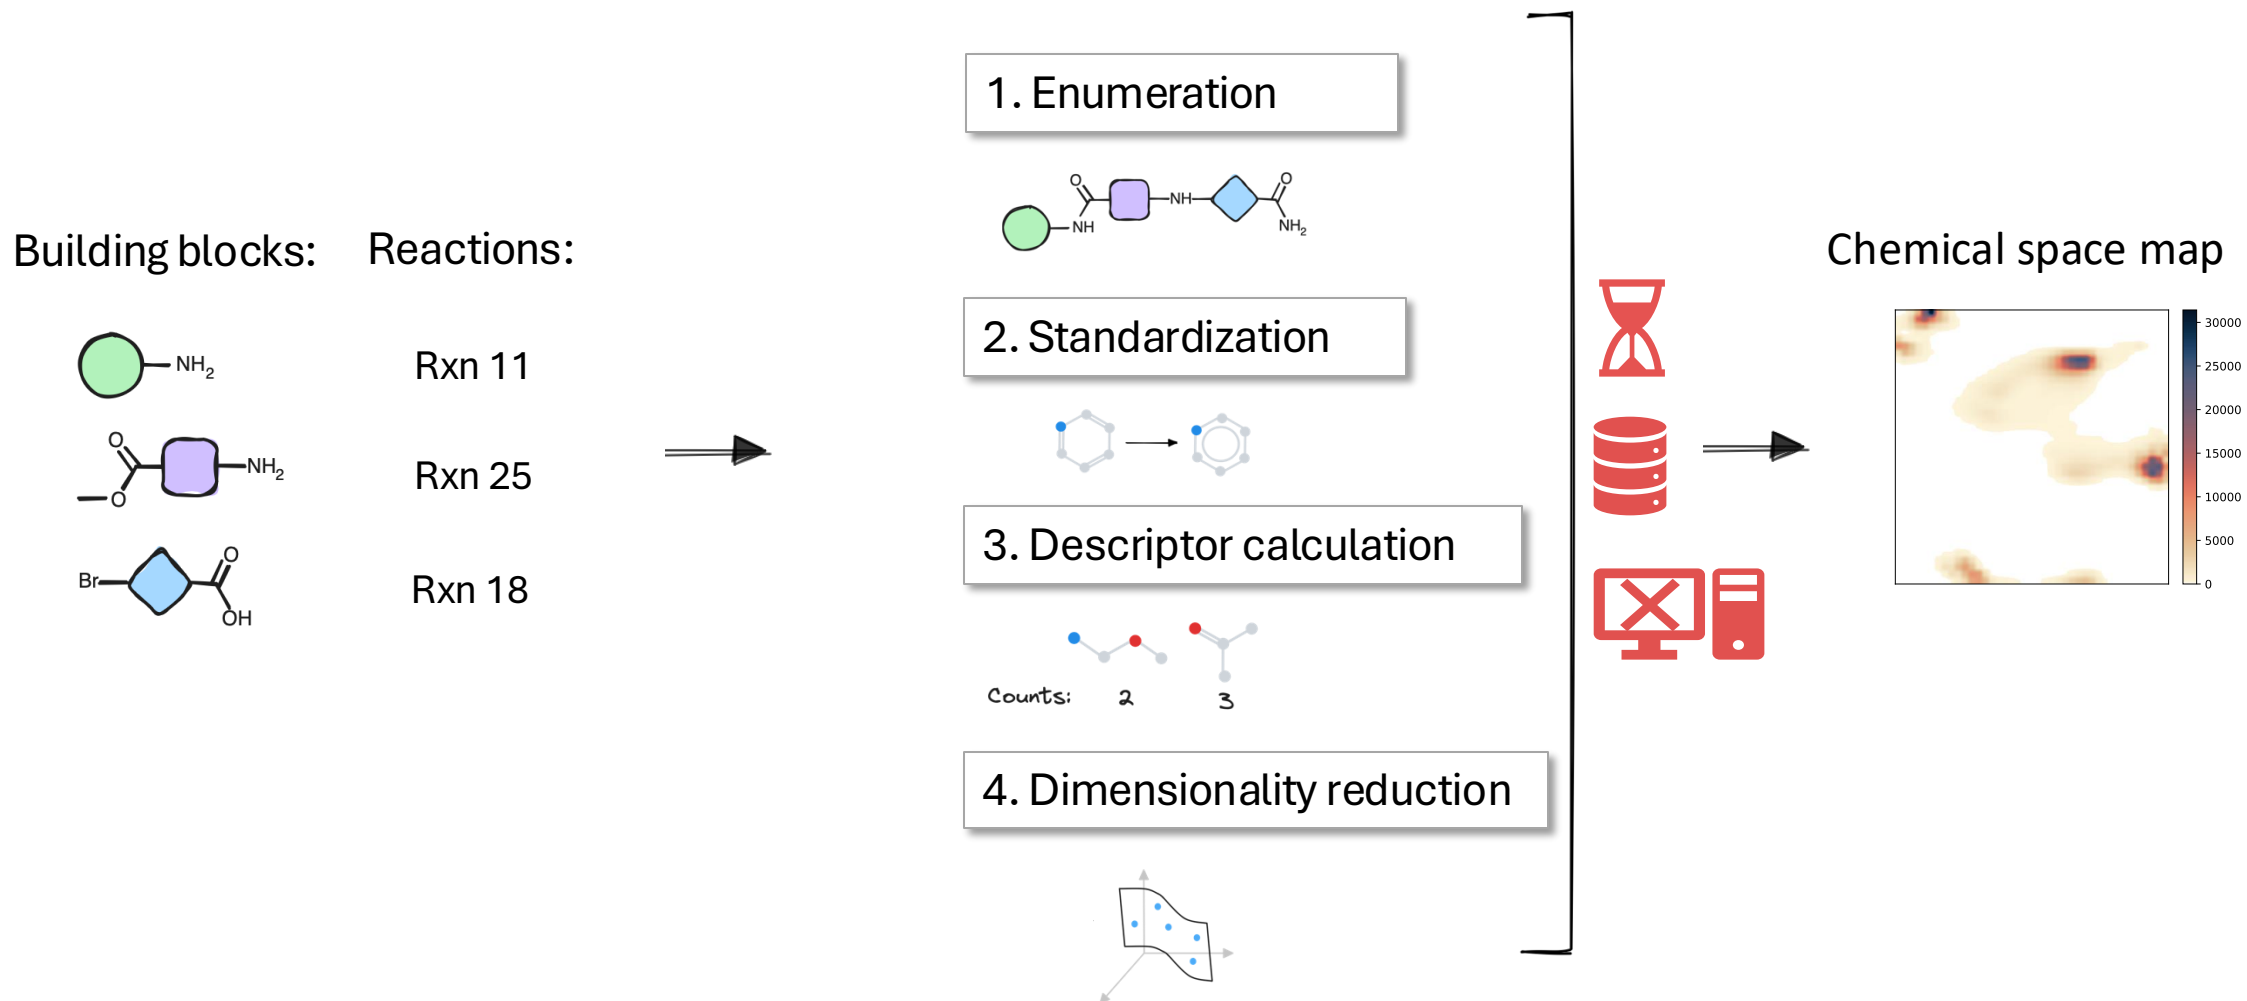 Building blocks:
NH2
O
O
NH2
Br
O
OH
Reactions:
Rxn 11
Rxn 25
Rxn 18
1. Enumeration
O
NH
NH
O
NH2
2. Standardization
3. Descriptor calculation
Counts: 2 3
4. Dimensionality reduction
Chemical space map
30000
25000
20000
15000
10000
5000
0